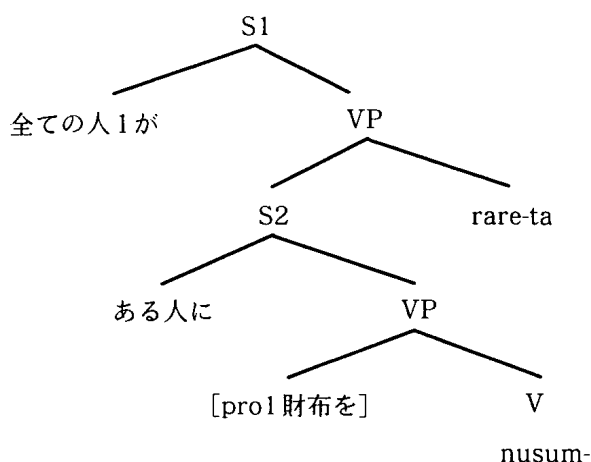 S1
全ての人1が
VP
S2
rare-ta
ある人に
VP
[pro1財布を]
V
nusum-